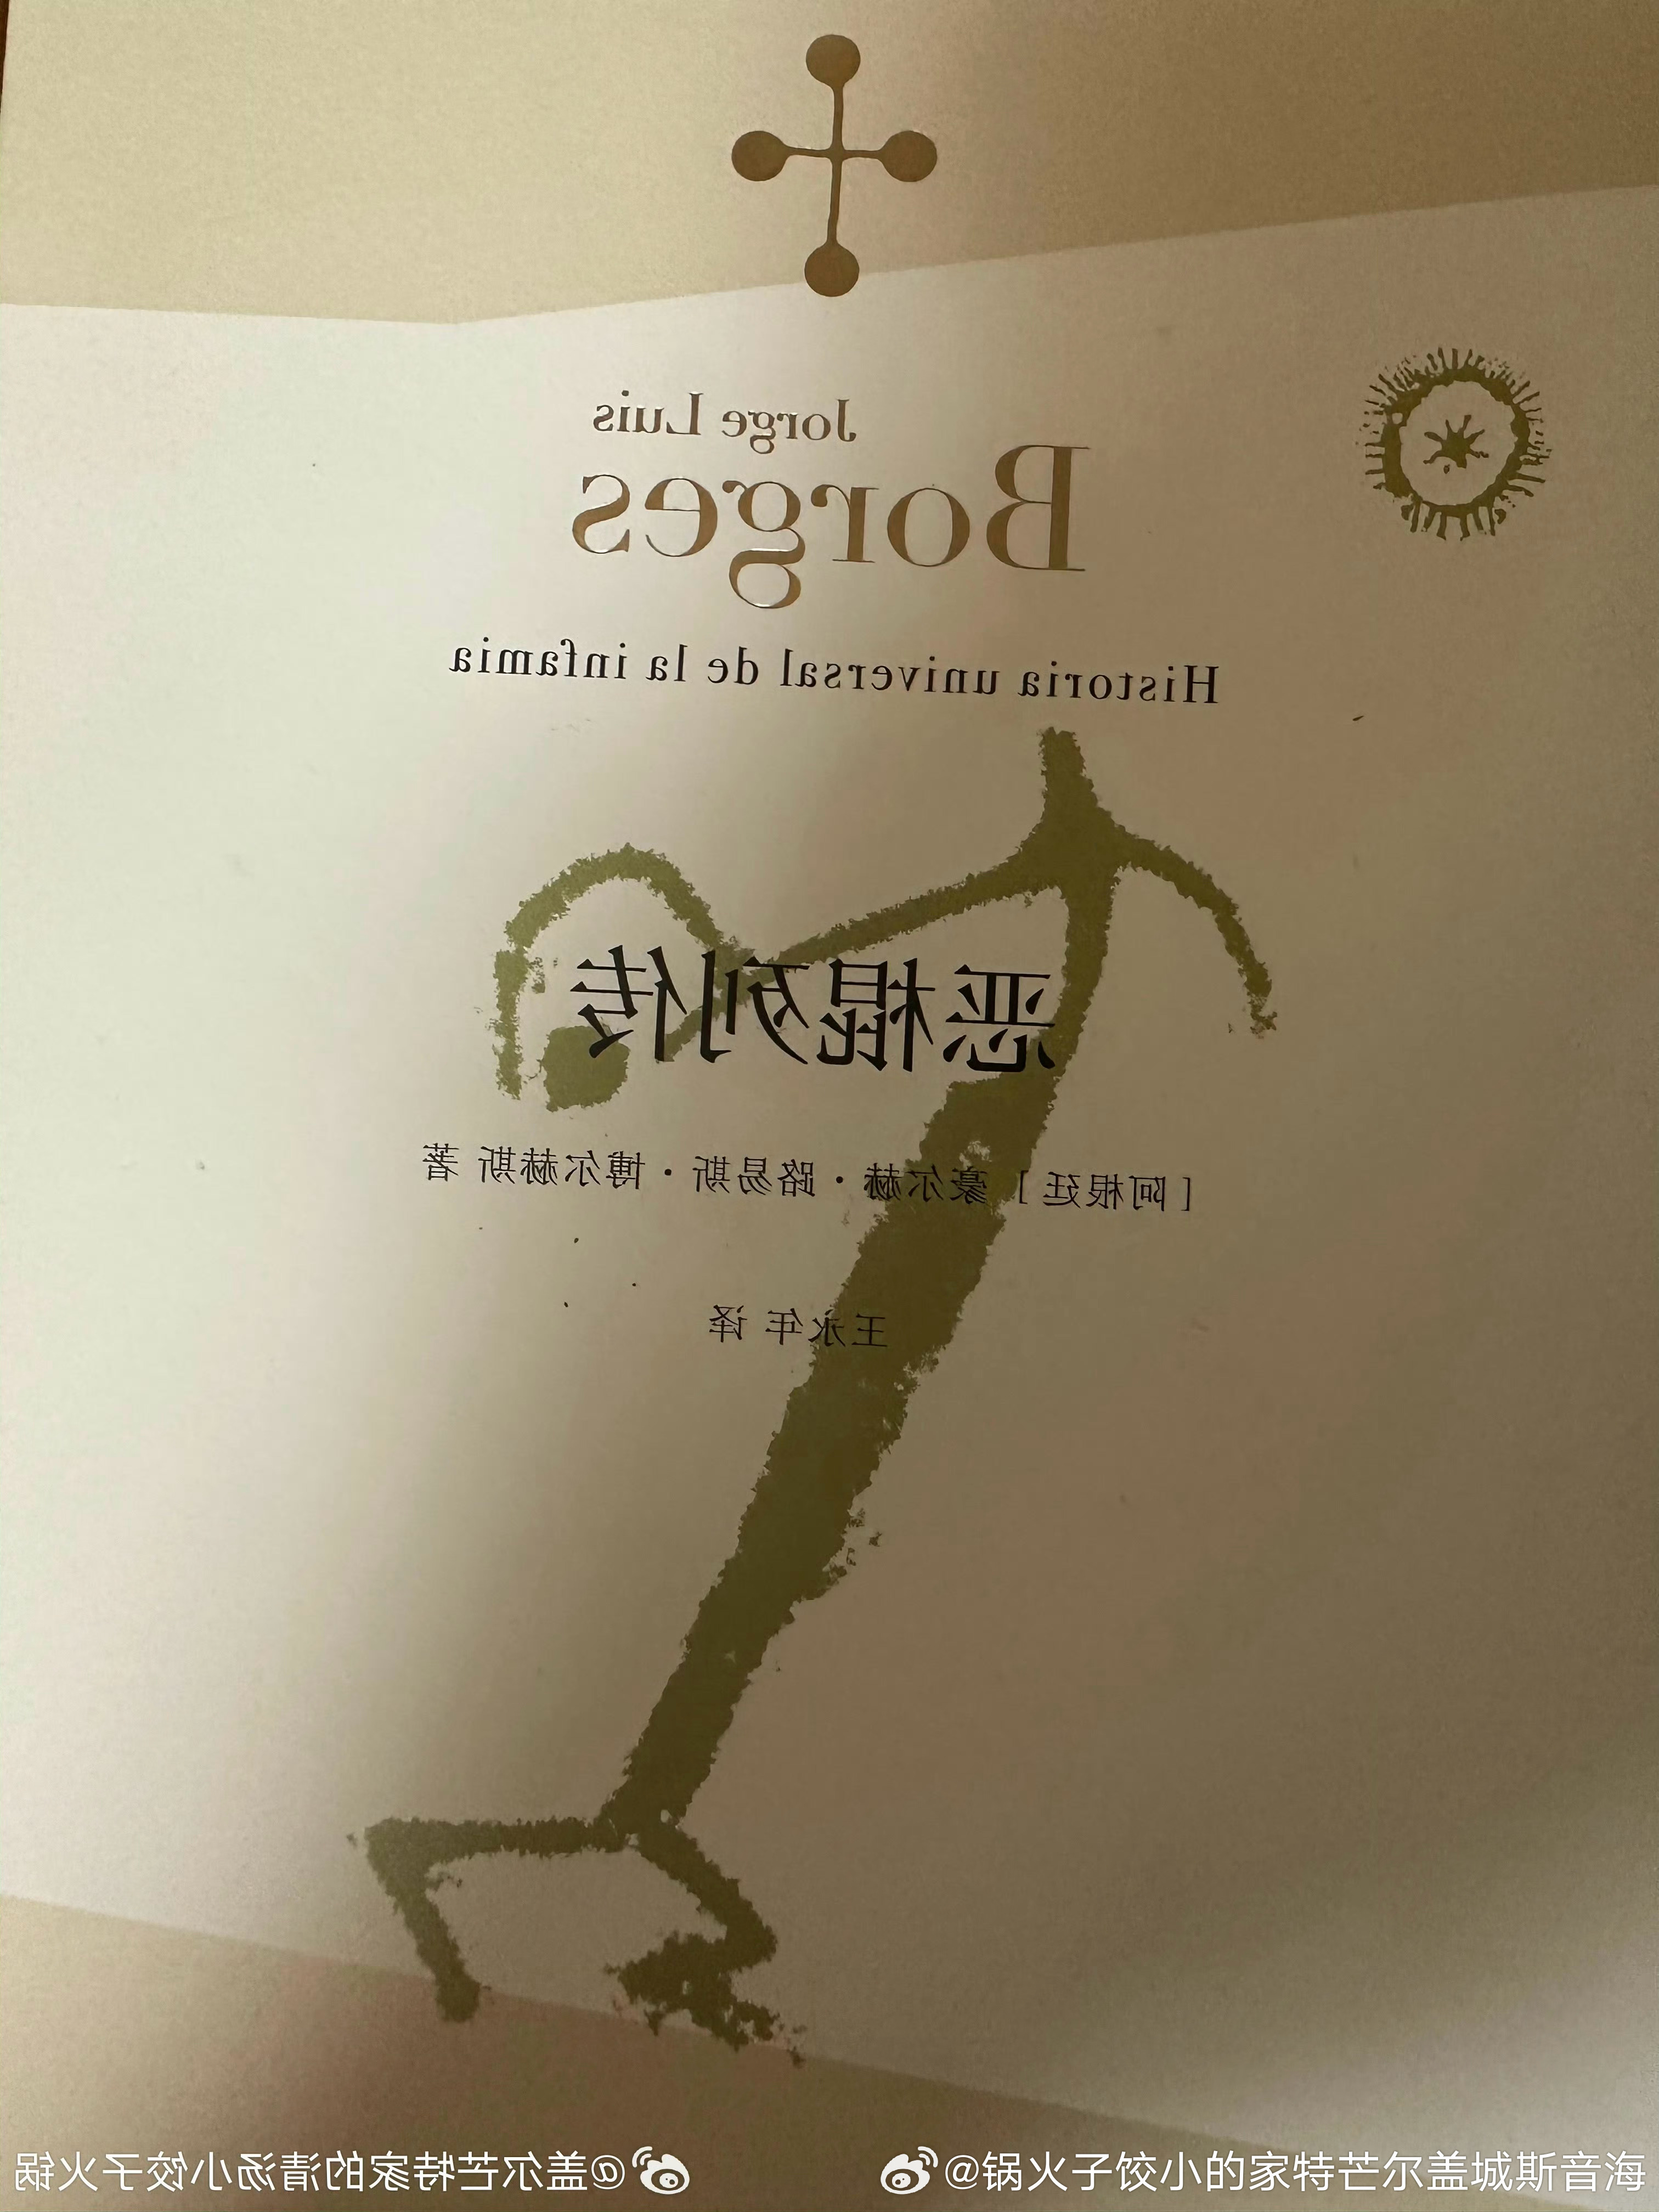 Jorge Luis
Borges
Historia universal de la infamia
恶棍列传
[阿根廷] 豪尔赫·路易斯·博尔赫斯 著
王永年 译
@盖尔芒特家的清汤小饺子火锅
@锅火子饺小的家特芒尔盖城斯音海